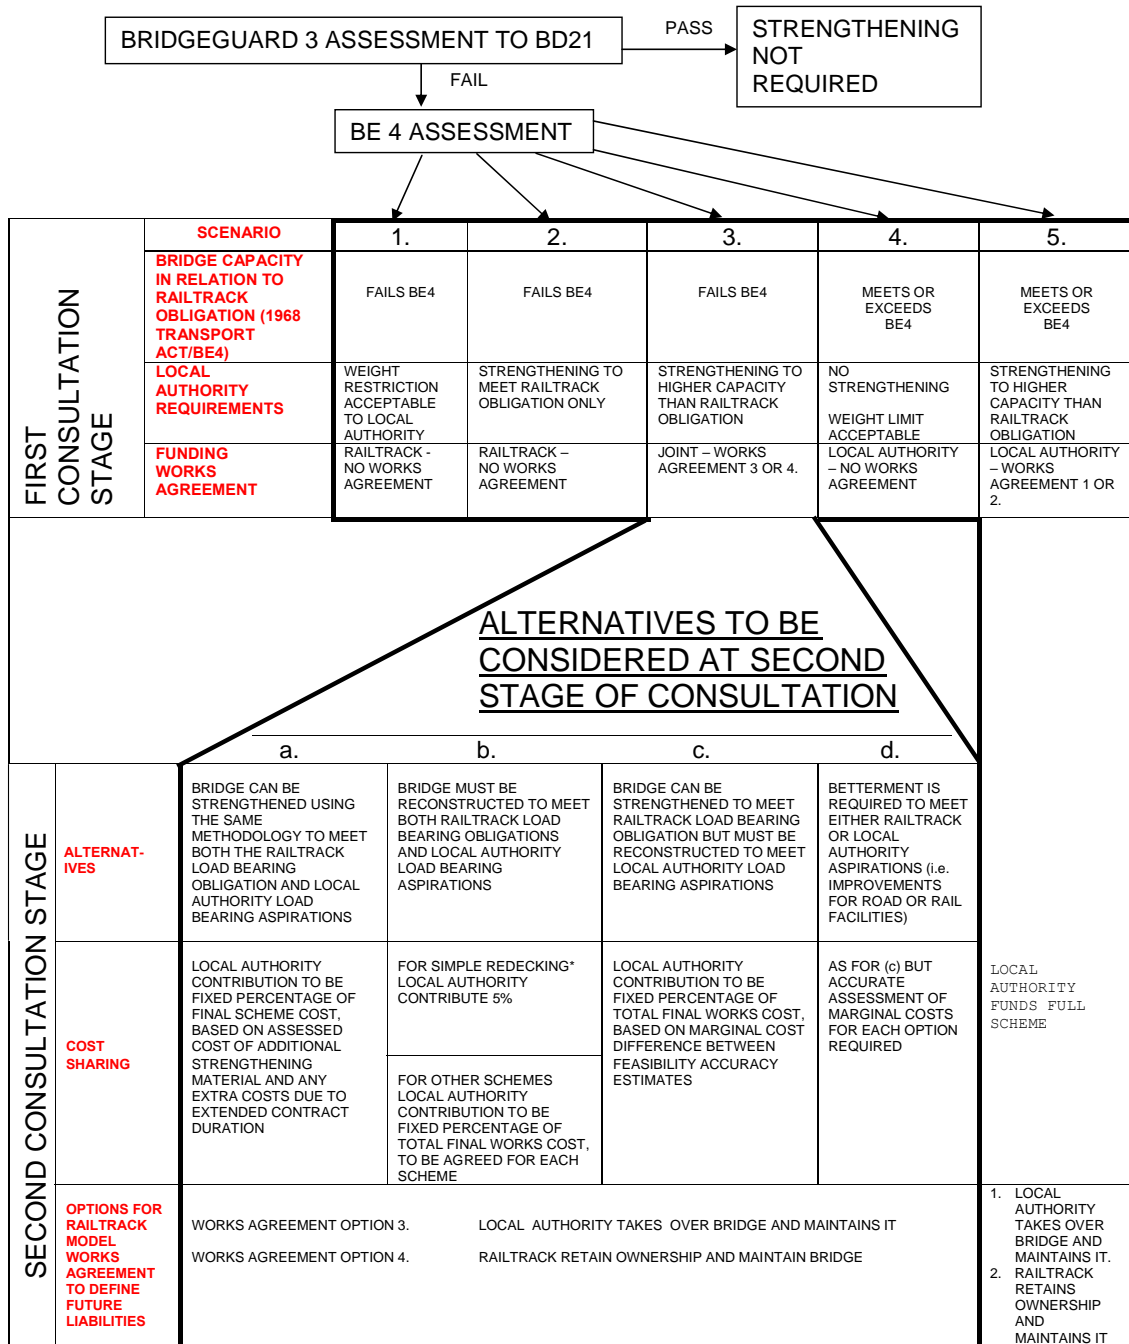 BRIDGEGUARD 3 ASSESSMENT TO BD21
PASS
STRENGTHENING
NOT
REQUIRED
FAIL
BE 4 ASSESSMENT
FIRST
CONSULTATION
STAGE
SCENARIO
1.
2.
3.
4.
5.
BRIDGE CAPACITY
IN RELATION TO
RAILTRACK
OBLIGATION (1968
TRANSPORT
ACT/BE4)
FAILS BE4
FAILS BE4
FAILS BE4
MEETS OR
EXCEEDS
BE4
MEETS OR
EXCEEDS
BE4
LOCAL
AUTHORITY
REQUIREMENTS
WEIGHT
RESTRICTION
ACCEPTABLE
TO LOCAL
AUTHORITY
STRENGTHENING TO
MEET RAILTRACK
OBLIGATION ONLY
STRENGTHENING TO
HIGHER CAPACITY
THAN RAILTRACK
OBLIGATION
NO
STRENGTHENING
WEIGHT LIMIT
ACCEPTABLE
STRENGTHENING
TO HIGHER
CAPACITY THAN
RAILTRACK
OBLIGATION
FUNDING
WORKS
AGREEMENT
RAILTRACK -
NO WORKS
AGREEMENT
RAILTRACK –
NO WORKS
AGREEMENT
JOINT – WORKS
AGREEMENT 3 OR 4.
LOCAL AUTHORITY
– NO WORKS
AGREEMENT
LOCAL AUTHORITY
– WORKS
AGREEMENT 1 OR
2.
ALTERNATIVES TO BE
CONSIDERED AT SECOND
STAGE OF CONSULTATION
a.
b.
c.
d.
SECOND CONSULTATION STAGE
ALTERNAT-
IVES
BRIDGE CAN BE
STRENGTHENED USING
THE SAME
METHODOLOGY TO MEET
BOTH THE RAILTRACK
LOAD BEARING
OBLIGATION AND LOCAL
AUTHORITY LOAD
BEARING ASPIRATIONS
BRIDGE MUST BE
RECONSTRUCTED TO MEET
BOTH RAILTRACK LOAD
BEARING OBLIGATIONS
AND LOCAL AUTHORITY
LOAD BEARING
ASPIRATIONS
BRIDGE CAN BE
STRENGTHENED TO MEET
RAILTRACK LOAD BEARING
OBLIGATION BUT MUST BE
RECONSTRUCTED TO MEET
LOCAL AUTHORITY LOAD
BEARING ASPIRATIONS
BETTERMENT IS
REQUIRED TO MEET
EITHER RAILTRACK
OR LOCAL
AUTHORITY
ASPIRATIONS (i.e.
IMPROVEMENTS
FOR ROAD OR RAIL
FACILITIES)
COST
SHARING
LOCAL AUTHORITY
CONTRIBUTION TO BE
FIXED PERCENTAGE OF
FINAL SCHEME COST,
BASED ON ASSESSED
COST OF ADDITIONAL
STRENGTHENING
MATERIAL AND ANY
EXTRA COSTS DUE TO
EXTENDED CONTRACT
DURATION
FOR SIMPLE REDECKING*
LOCAL AUTHORITY
CONTRIBUTE 5%
FOR OTHER SCHEMES
LOCAL AUTHORITY
CONTRIBUTION TO BE
FIXED PERCENTAGE OF
TOTAL FINAL WORKS COST,
TO BE AGREED FOR EACH
SCHEME
LOCAL AUTHORITY
CONTRIBUTION TO BE
FIXED PERCENTAGE OF
TOTAL FINAL WORKS COST,
BASED ON MARGINAL COST
DIFFERENCE BETWEEN
FEASIBILITY ACCURACY
ESTIMATES
AS FOR (c) BUT
ACCURATE
ASSESSMENT OF
MARGINAL COSTS
FOR EACH OPTION
REQUIRED
LOCAL
AUTHORITY
FUNDS FULL
SCHEME
OPTIONS FOR
RAILTRACK
MODEL
WORKS
AGREEMENT
TO DEFINE
FUTURE
LIABILITIES
WORKS AGREEMENT OPTION 3. LOCAL AUTHORITY TAKES OVER BRIDGE AND MAINTAINS IT
WORKS AGREEMENT OPTION 4. RAILTRACK RETAIN OWNERSHIP AND MAINTAIN BRIDGE
1. LOCAL
AUTHORITY
TAKES OVER
BRIDGE AND
MAINTAINS IT.
2. RAILTRACK
RETAINS
OWNERSHIP
AND
MAINTAINS IT